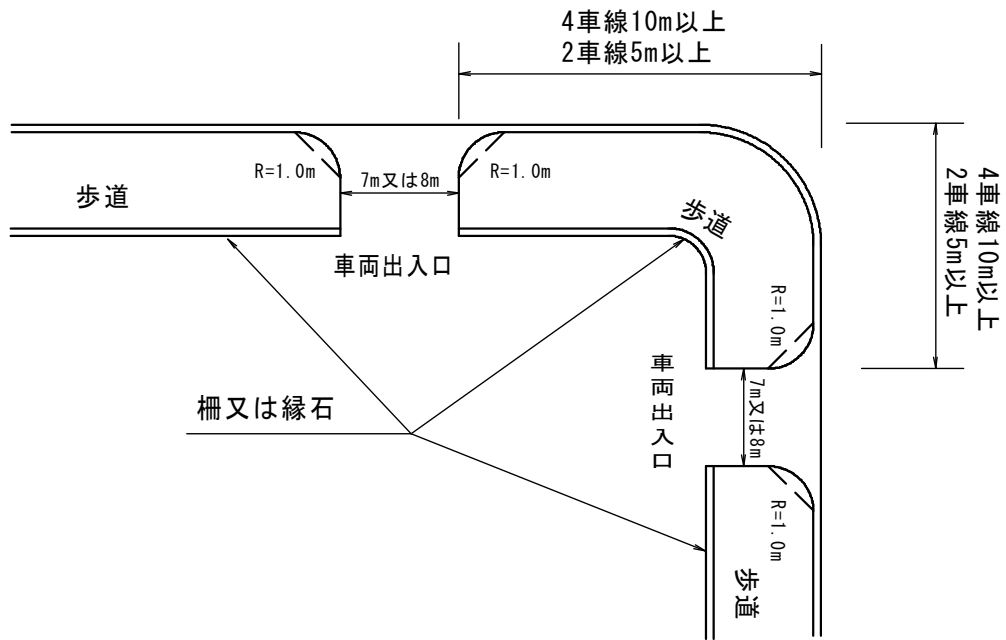 4車線10m以上
2車線5m以上
R=1.0m
7m又は8m
R=1.0m
歩道
歩道
車両出入口
4車線10m以上
2車線5m以上
R=1.0m
車両出入口
7m又は8m
柵又は縁石
R=1.0m
歩道